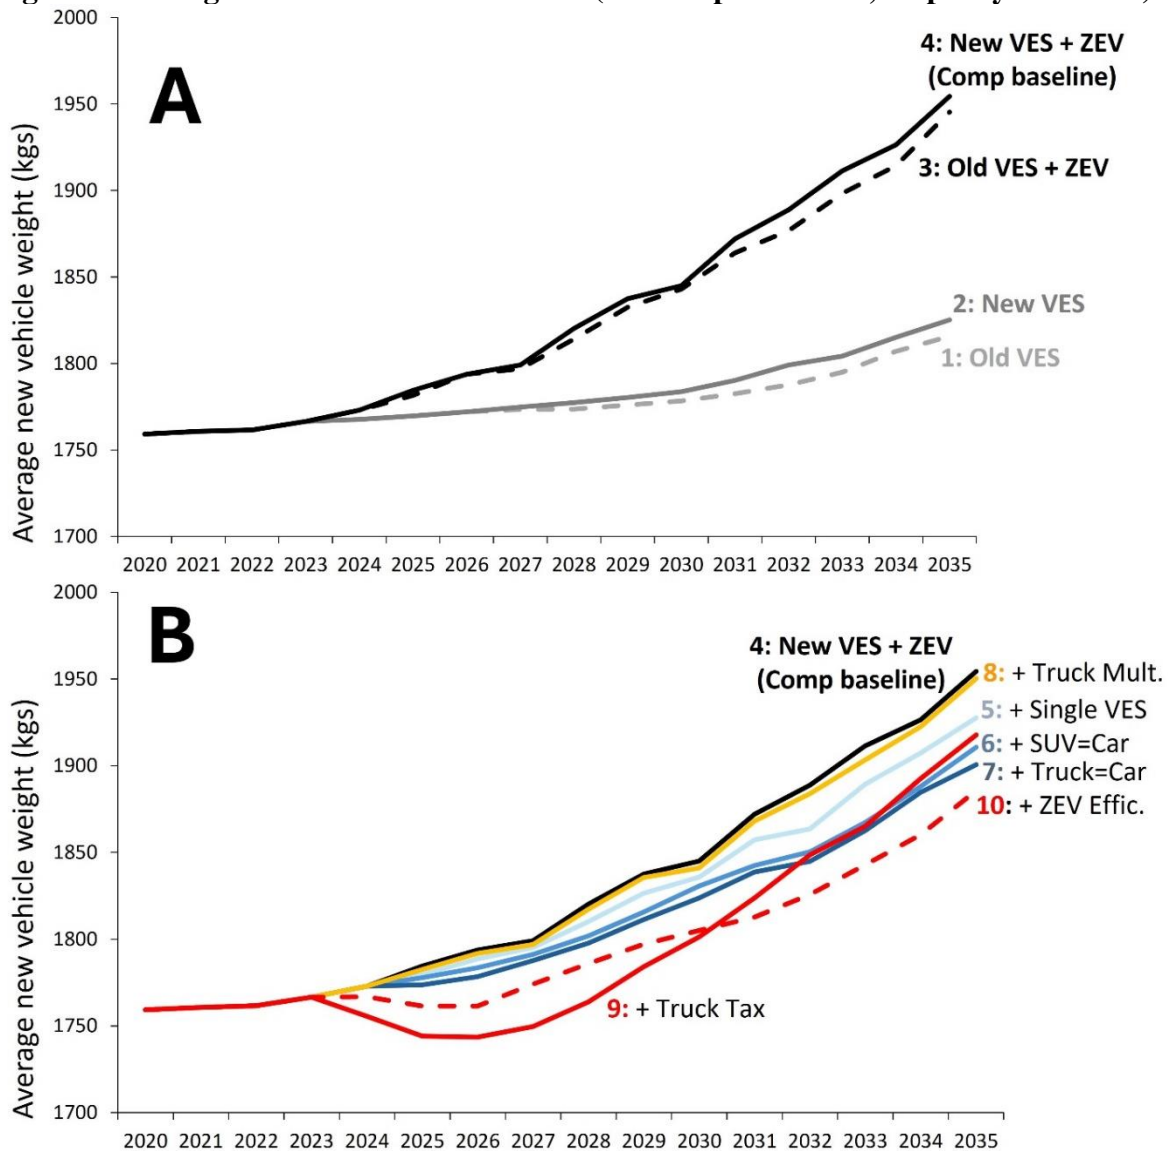 2000
1950
1900
1850
1800
1750
1700
Average new vehicle weight (kgs)
A
4: New VES + ZEV
(Comp baseline)
3: Old VES + ZEV
2: New VES
1: Old VES
2020 2021 2022 2023 2024 2025 2026 2027 2028 2029 2030 2031 2032 2033 2034 2035
2000
1950
1900
1850
1800
1750
1700
Average new vehicle weight (kgs)
B
4: New VES + ZEV
(Comp baseline)
8: + Truck Mult.
5: + Single VES
6: + SUV=Car
7: + Truck=Car
10: + ZEV Effic.
9: + Truck Tax
2020 2021 2022 2023 2024 2025 2026 2027 2028 2029 2030 2031 2032 2033 2034 2035